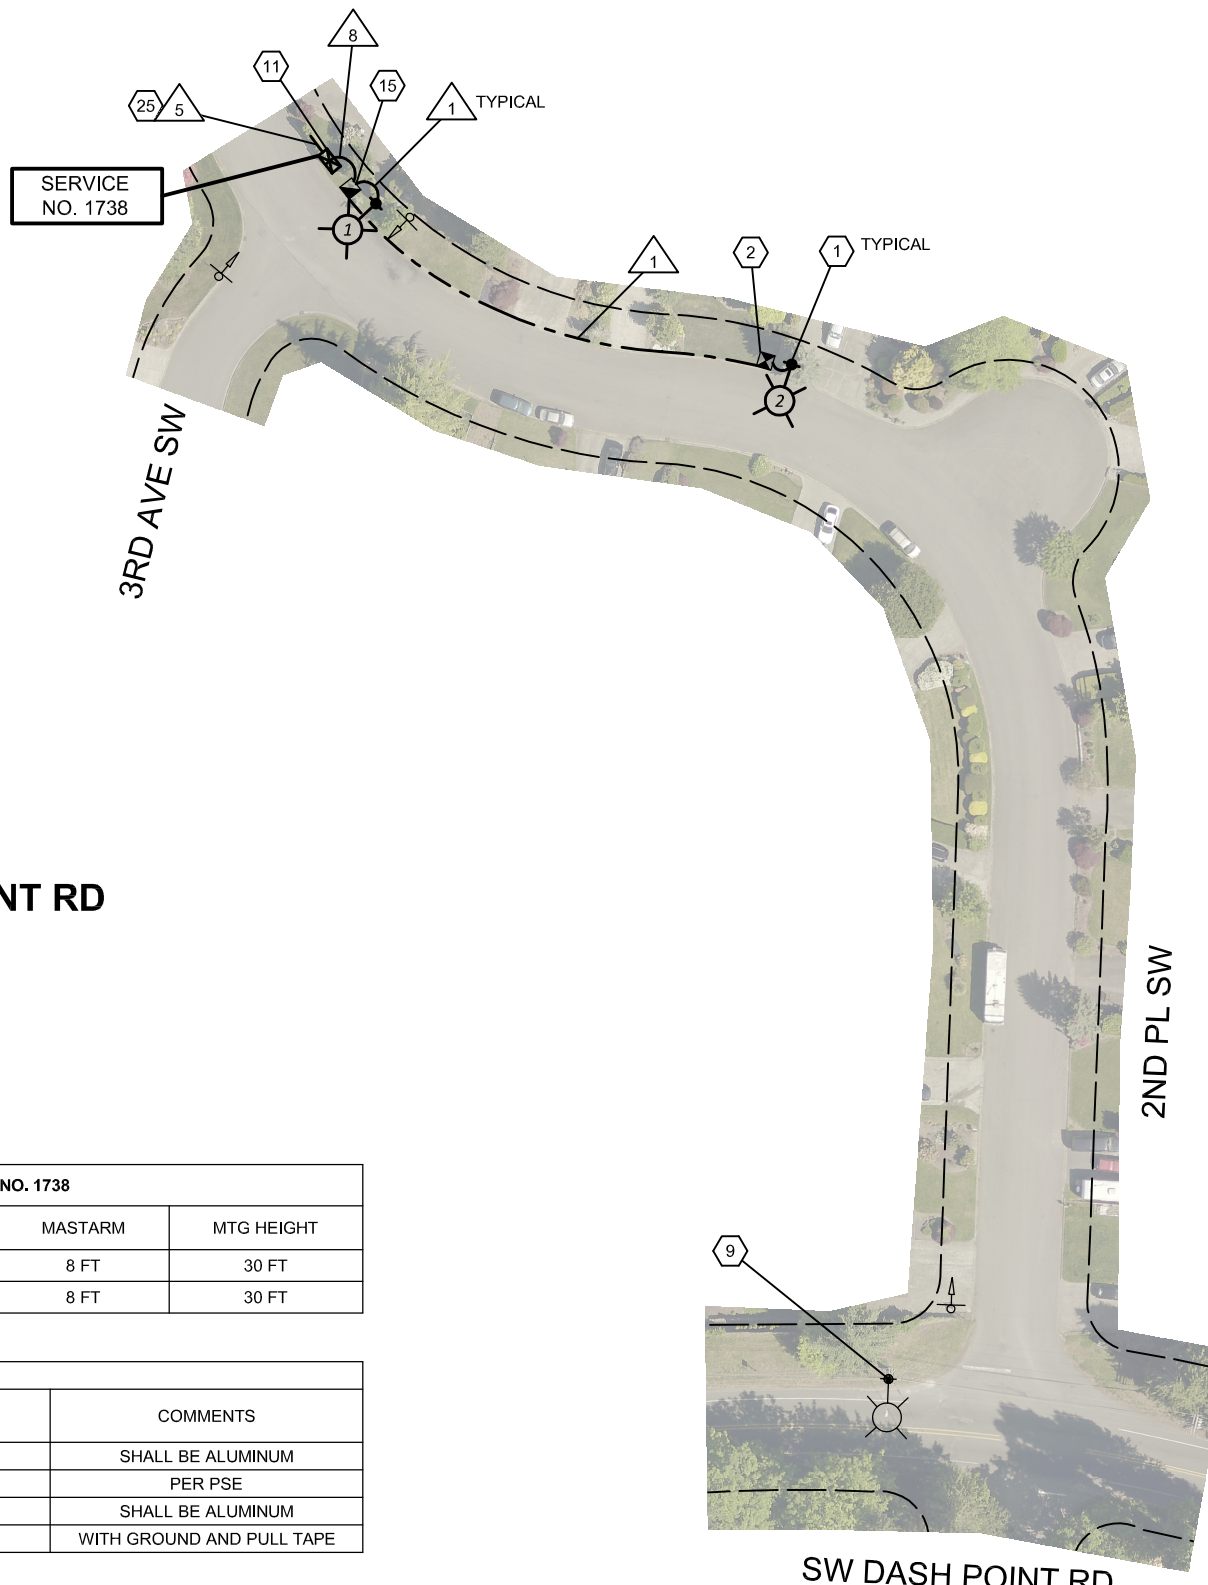 8
11
15
25
5
1
TYPICAL
SERVICE
NO. 1738
1
1
2
1
TYPICAL
2
3RD AVE SW
NT RD
2ND PL SW
NO. 1738
MASTARM
MTG HEIGHT
8 FT
30 FT
8 FT
30 FT
9
COMMENTS
SHALL BE ALUMINUM
PER PSE
SHALL BE ALUMINUM
WITH GROUND AND PULL TAPE
SW DASH POINT RD